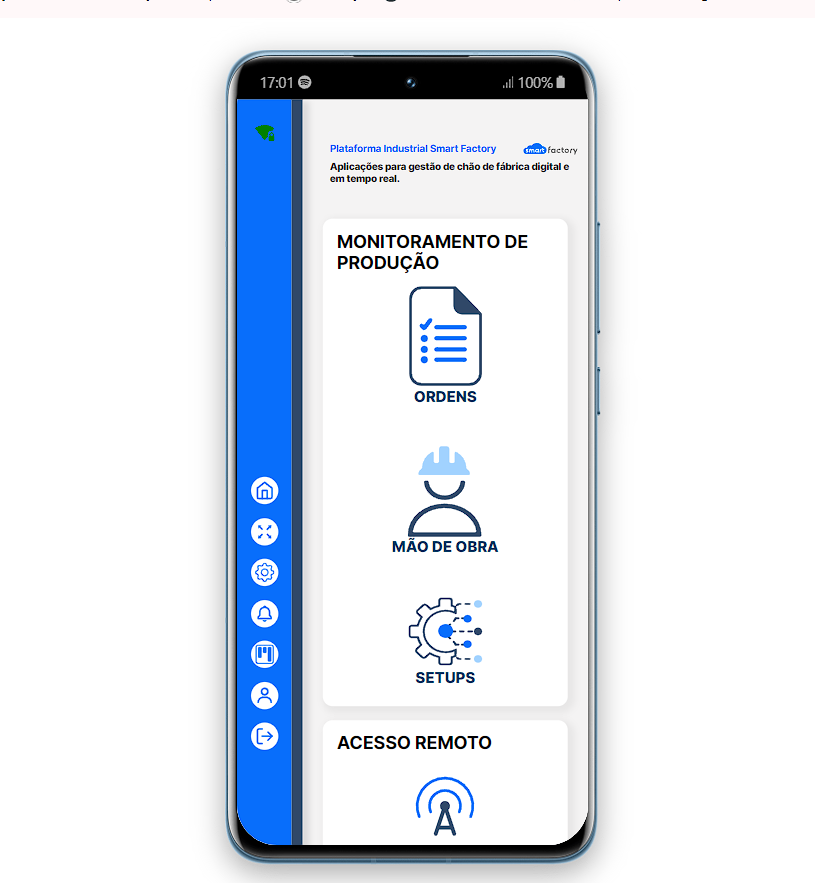 17:01
100%
Plataforma Industrial Smart Factory
smart factory
Aplicações para gestão de chão de fábrica digital e
em tempo real.
MONITORAMENTO DE
PRODUÇÃO
ORDENS
MÃO DE OBRA
SETUPS
ACESSO REMOTO